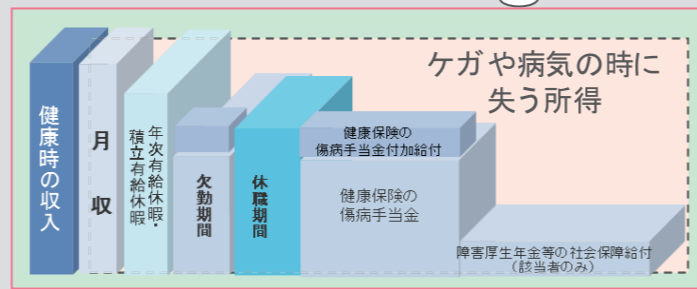 ケガや病気の時に
失う所得
健康時の収入
月収
年次有給休暇・
積立有給休暇
欠勤期間
休職期間
健康保険の
傷病手当金付加給付
健康保険の
傷病手当金
障害厚生年金等の社会保障給付
(該当者のみ)